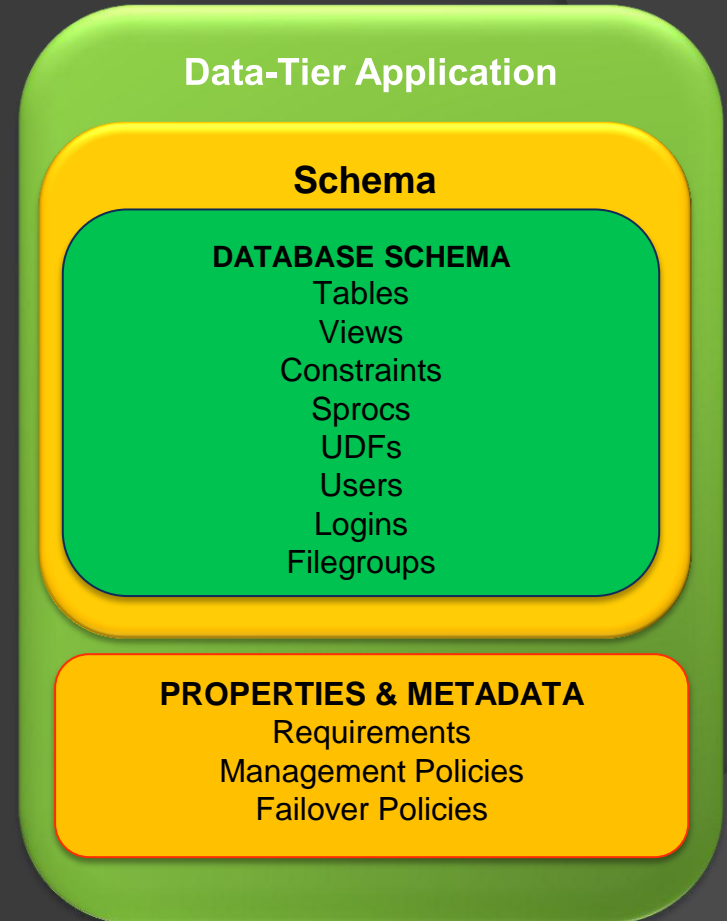 Data-Tier Application
Schema
DATABASE SCHEMA
Tables
Views
Constraints
Sprocs
UDFs
Users
Logins
Filegroups
PROPERTIES & METADATA
Requirements
Management Policies
Failover Policies